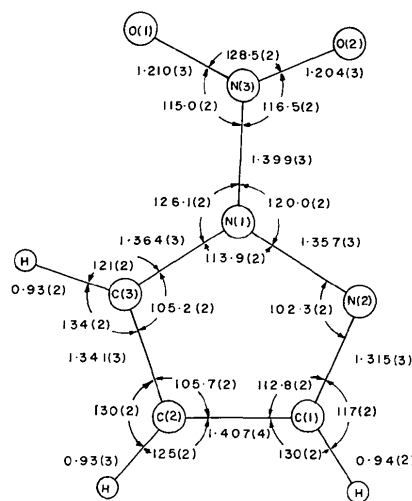 O(1)
O(2)
128·5(2)
1·210(3)
N(3)
1·204(3)
115·0(2)
116·5(2)
1·399(3)
126·1(2)
120·0(2)
N(1)
1·364(3)
1·357(3)
H
121(2)
113·9(2)
0·93(2)
C(3)
N(2)
134(2)
105·2(2)
102·3(2)
1·341(3)
1·315(3)
105·7(2)
112·8(2)
130(2)
C(2)
C(1)
117(2)
1·407(4)
125(2)
130(2)
0·93(3)
0·94(2)
H
H